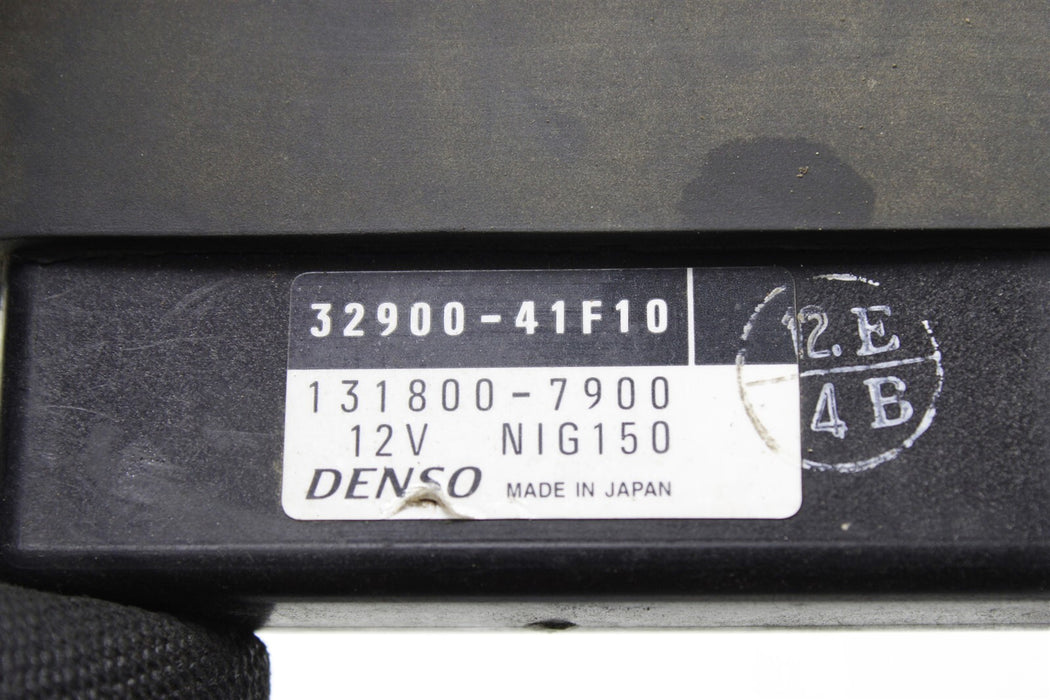 32900-41F10
131800-7900
12V NIG150
DENSO MADE IN JAPAN
2.E
4B